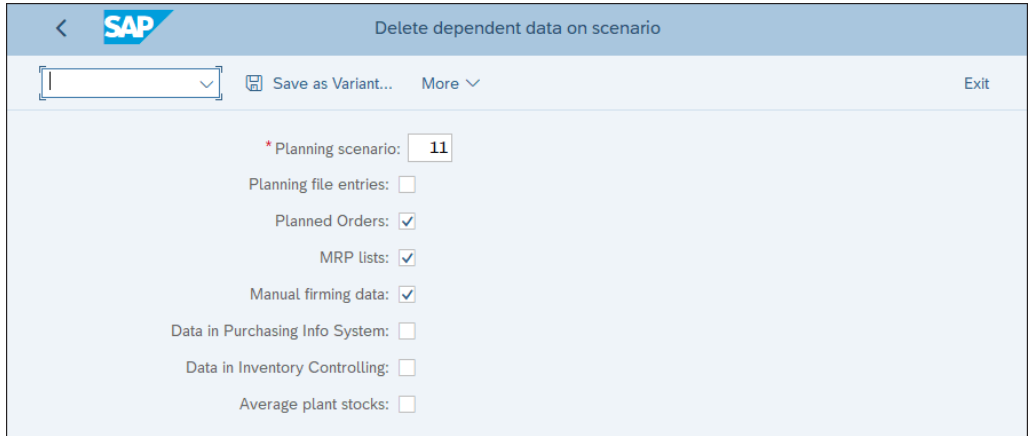 SAP Delete dependent data on scenario
Save as Variant... More Exit
*Planning scenario: 11
Planning file entries:
Planned Orders:
MRP lists:
Manual firming data:
Data in Purchasing Info System:
Data in Inventory Controlling:
Average plant stocks: